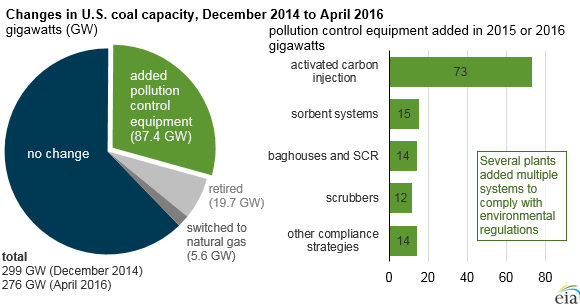 Changes in U.S. coal capacity, December 2014 to April 2016
gigawatts (GW)
added
pollution
control
equipment
(87.4 GW)
no change
retired
(19.7 GW)
switched to
natural gas
(5.6 GW)
total
299 GW (December 2014)
276 GW (April 2016)
pollution control equipment added in 2015 or 2016
gigawatts
activated carbon
injection
73
sorbent systems
15
baghouses and SCR
14
scrubbers
12
other compliance
strategies
14
Several plants
added multiple
systems to
comply with
environmental
regulations
0 20 40 60 80
eia